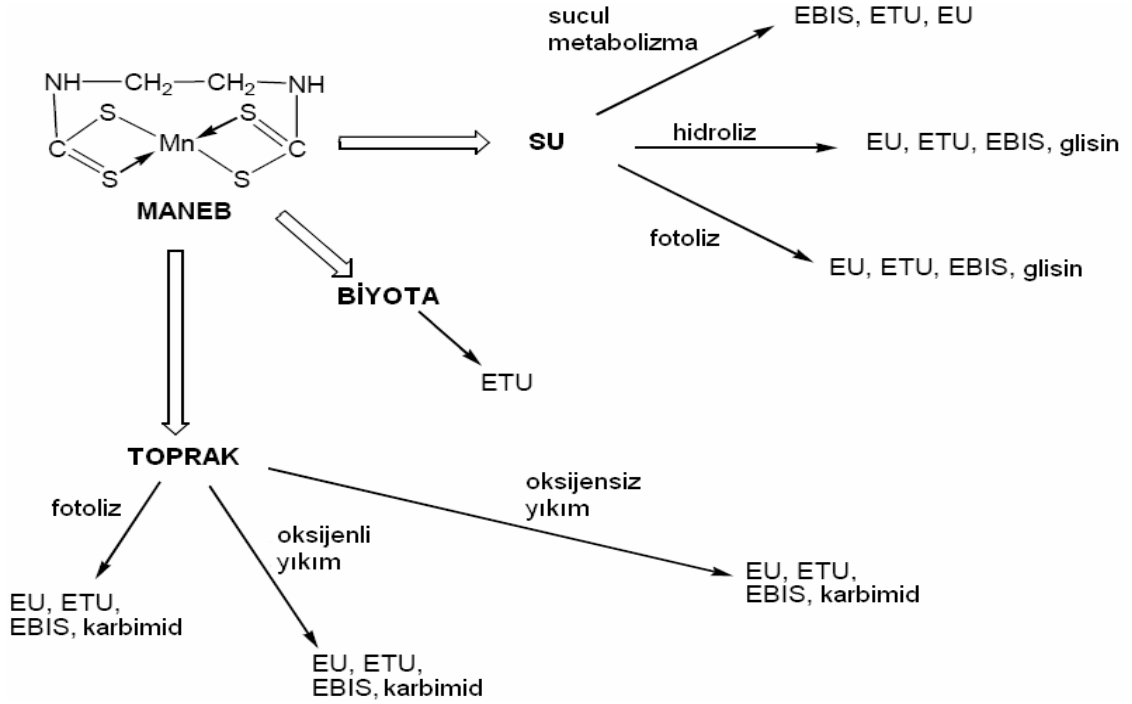 sucul
metabolizma
EBIS, ETU, EU
NH
CH2
CH2
NH
S
S
C
Mn
C
S
S
MANEB
SU
hidroliz
EU, ETU, EBIS, glisin
fotoliz
EU, ETU, EBIS, glisin
BİYOTA
ETU
TOPRAK
fotoliz
EU, ETU,
EBIS, karbimid
oksijenli
yıkım
EU, ETU,
EBIS, karbimid
oksijensiz
yıkım
EU, ETU,
EBIS, karbimid